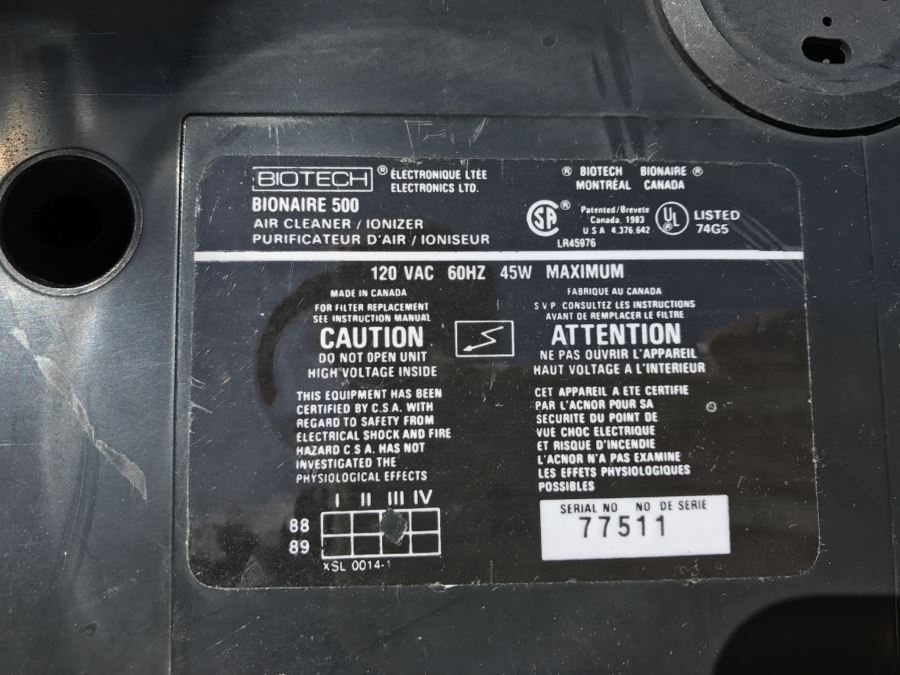 BIOTECH ® ÉLECTRONIQUE LTÉE
ELECTRONICS LTD.
BIONAIRE 500
AIR CLEANER / IONIZER
PURIFICATEUR D'AIR / IONISEUR
® BIOTECH BIONAIRE ®
MONTRÉAL CANADA
CSA ®
LR45976
Patented/Brevete
Canada, 1983
U S A 4,376,642
UL ® LISTED
74G5
120 VAC 60HZ 45W MAXIMUM
MADE IN CANADA
FOR FILTER REPLACEMENT
SEE INSTRUCTION MANUAL
CAUTION
DO NOT OPEN UNIT
HIGH VOLTAGE INSIDE
THIS EQUIPMENT HAS BEEN
CERTIFIED BY C.S.A. WITH
REGARD TO SAFETY FROM
ELECTRICAL SHOCK AND FIRE
HAZARD C S.A. HAS NOT
INVESTIGATED THE
PHYSIOLOGICAL EFFECTS
FABRIQUE AU CANADA
S V P. CONSULTEZ LES INSTRUCTIONS
AVANT DE REMPLACER LE FILTRE
ATTENTION
NE PAS OUVRIR L'APPAREIL
HAUT VOLTAGE A L'INTERIEUR
CET APPAREIL A ETE CERTIFIE
PAR L'ACNOR POUR SA
SECURITE DU POINT DE
VUE CHOC ELECTRIQUE
ET RISQUE D'INCENDIE
L'ACNOR N'A PAS EXAMINE
LES EFFETS PHYSIOLOGIQUES
POSSIBLES
I II III IV
88
89
XSL 0014-1
SERIAL NO NO DE SERIE
77511